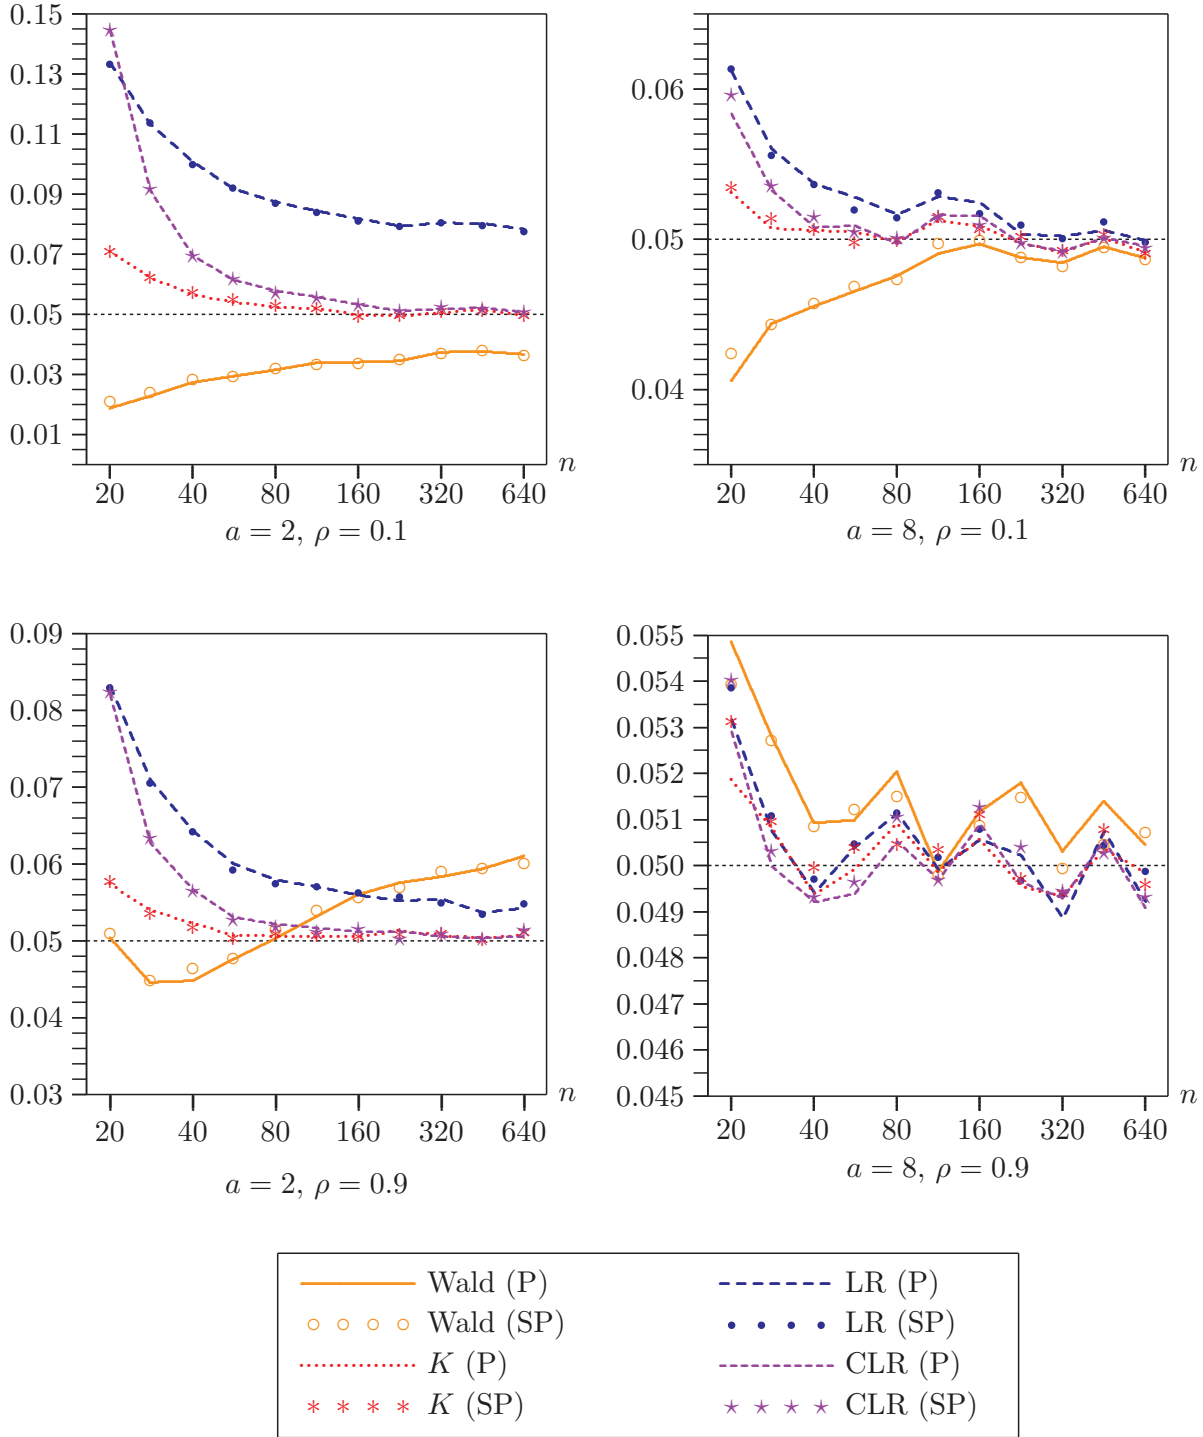 0.15
0.13
0.11
0.09
0.07
0.05
0.03
0.01
20 40 80 160 320 640
n
a = 2, ρ = 0.1
0.06
0.05
0.04
20 40 80 160 320 640
n
a = 8, ρ = 0.1
0.09
0.08
0.07
0.06
0.05
0.04
0.03
20 40 80 160 320 640
n
a = 2, ρ = 0.9
0.055
0.054
0.053
0.052
0.051
0.050
0.049
0.048
0.047
0.046
0.045
20 40 80 160 320 640
n
a = 8, ρ = 0.9
Wald (P)
Wald (SP)
K (P)
K (SP)
LR (P)
LR (SP)
CLR (P)
CLR (SP)